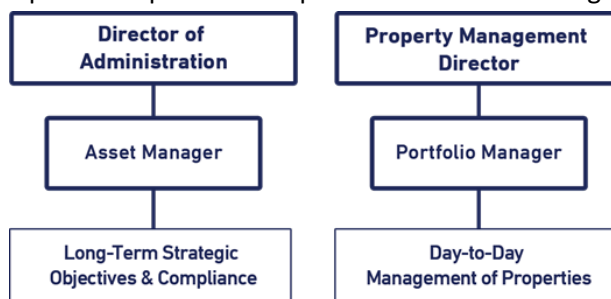 Director of
Administration
Property Management
Director
Asset Manager
Portfolio Manager
Long-Term Strategic
Objectives & Compliance
Day-to-Day
Management of Properties